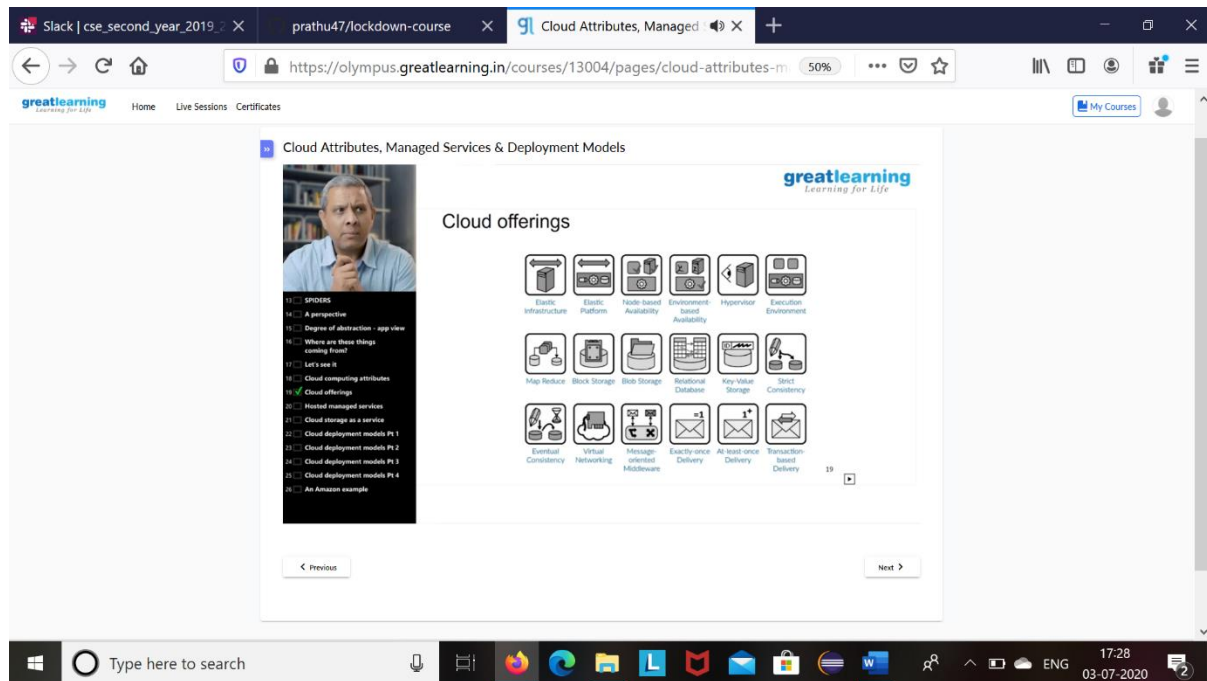 Slack | cse_second_year_2019_2
prathu47/lockdown-course
Cloud Attributes, Managed S
https://olympus.greatlearning.in/courses/13004/pages/cloud-attributes-m
50%
greatlearning
Learning for Life
Home
Live Sessions
Certificates
My Courses
Cloud Attributes, Managed Services & Deployment Models
greatlearning
Learning for Life
Cloud offerings
13 SPIDERS
14 A perspective
15 Degree of abstraction - app view
16 Where are these things
coming from?
17 Let's see it
18 Cloud computing attributes
19 Cloud offerings
20 Hosted managed services
21 Cloud storage as a service
22 Cloud deployment models Pt 1
23 Cloud deployment models Pt 2
24 Cloud deployment models Pt 3
25 Cloud deployment models Pt 4
26 An Amazon example
Elastic
Infrastructure
Elastic
Platform
Node-based
Availability
Environment-
based
Availability
Hypervisor
Execution
Environment
Map Reduce
Block Storage
Blob Storage
Relational
Database
Key-Value
Storage
Strict
Consistency
Eventual
Consistency
Virtual
Networking
Message-
oriented
Middleware
=1
Exactly-once
Delivery
1+
At-least-once
Delivery
Transaction-
based
Delivery
19
Previous
Next
Type here to search
ENG
17:28
03-07-2020
2